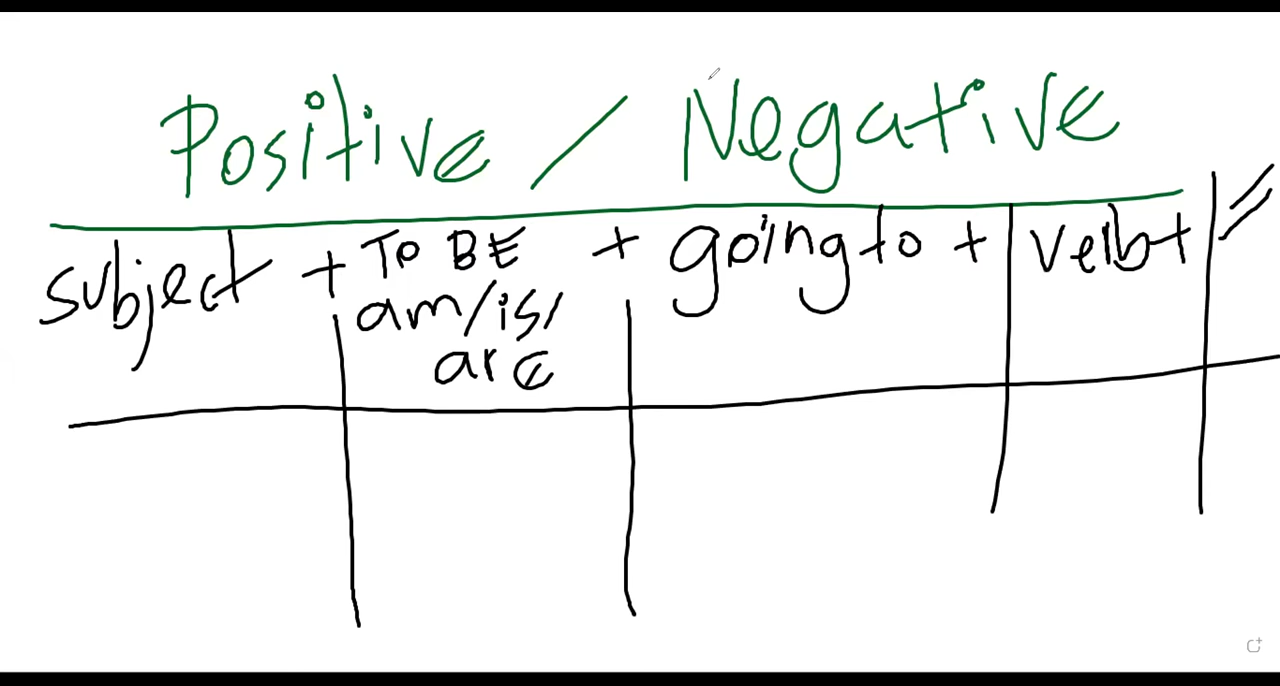 Positive / Negative
subject + TO BE + going to + verb +
am/is/
are